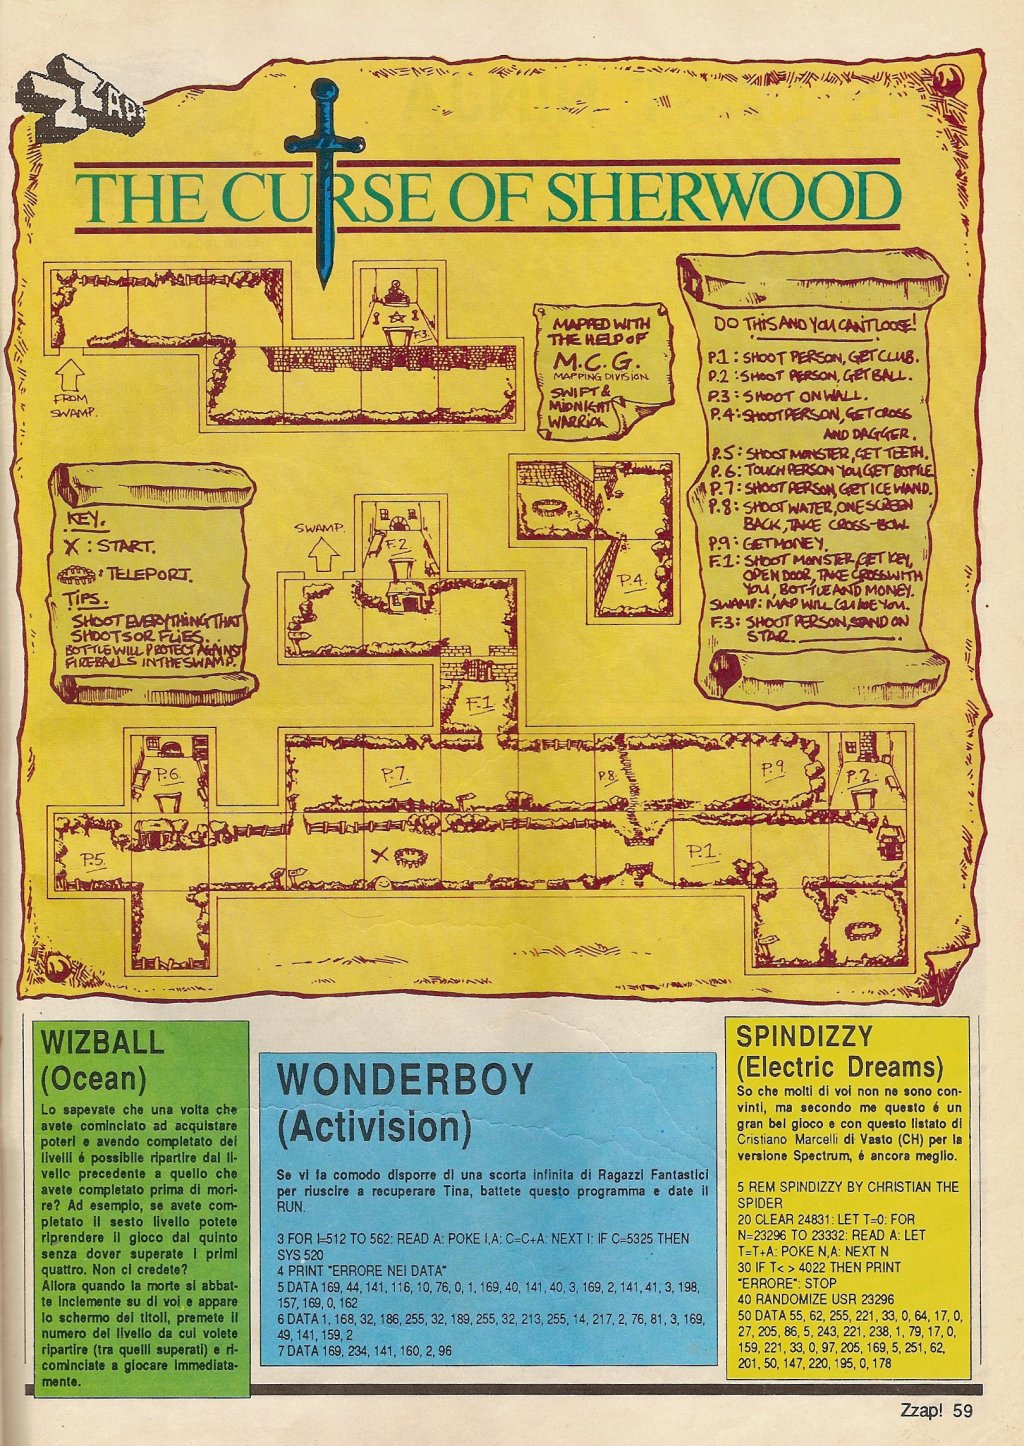 ZZAP!
THE CURSE OF SHERWOOD
FROM
SWAMP.
F.3
MAPPED WITH
THE HELD OF
M.C.G.
MAPPING DIVISION.
SWIFT &
MIDNIGHT
WARRIOR
DO THIS AND YOU CAN'T LOOSE!
P.1 : SHOOT PERSON, GET CLUB.
P.2 : SHOOT PERSON, GET BALL.
P.3 : SHOOT ON WALL.
P.4 : SHOOT PERSON, GET CROSS
AND DAGGER.
P.5 : SHOOT MONSTER, GET TEETH.
P.6 : TOUCH PERSON YOU GET BOTTLE
P.7 : SHOOT PERSON, GET ICE WAND.
P.8 : SHOOT WATER, ONE SCREEN
BACK, TAKE CROSS-BOW.
P.9 : GET MONEY.
F.1 : SHOOT MONSTER, GET KEY,
OPEN DOOR, TAKE CROSS WITH
YOU, BOTTLE AND MONEY.
SWAMP : MAP WILL GUIDE YOU.
F.3 : SHOOT PERSON, STAND ON
STAR.
KEY.
X : START.
: TELEPORT.
TIPS.
SHOOT EVERYTHING THAT
SHOOTS OR FLIES.
BOTTLE WILL PROTECT AGAINST
FIREBALLS IN THE SWAMP.
SWAMP.
F.2
P.3
P.4.
F.1
P.6.
P.7.
P.8
P.9
P.2.
P.5.
X
P.1.
WIZBALL
(Ocean)
Lo sapevate che una volta che
avete cominciato ad acquistare
poteri e avendo completato dei
livelli é possibile ripartire dal li-
vello precedente a quello che
avete completato prima di mori-
re? Ad esempio, se avete com-
pletato il sesto livello potete
riprendere il gioco dal quinto
senza dover superate i primi
quattro. Non ci credete?
Allora quando la morte si abbat-
te inclemente su di voi e appare
lo schermo dei titoli, premete il
numero del livello da cui volete
ripartire (tra quelli superati) e ri-
cominciate a giocare immediata-
mente.
WONDERBOY
(Activision)
Se vi fa comodo disporre di una scorta infinita di Ragazzi Fantastici
per riuscire a recuperare Tina, battete questo programma e date il
RUN.
3 FOR I=512 TO 562: READ A: POKE I,A: C=C+A: NEXT I: IF C=5325 THEN
SYS 520
4 PRINT "ERRORE NEI DATA"
5 DATA 169, 44, 141, 116, 10, 76, 0, 1, 169, 40, 141, 40, 3, 169, 2, 141, 41, 3, 198,
157, 169, 0, 162
6 DATA 1, 168, 32, 186, 255, 32, 189, 255, 32, 213, 255, 14, 217, 2, 76, 81, 3, 169,
49, 141, 159, 2
7 DATA 169, 234, 141, 160, 2, 96
SPINDIZZY
(Electric Dreams)
So che molti di voi non ne sono con-
vinti, ma secondo me questo é un
gran bel gioco e con questo listato di
Cristiano Marcelli di Vasto (CH) per la
versione Spectrum, é ancora meglio.
5 REM SPINDIZZY BY CHRISTIAN THE
SPIDER
20 CLEAR 24831: LET T=0: FOR
N=23296 TO 23332: READ A: LET
T=T+A: POKE N,A: NEXT N
30 IF T< > 4022 THEN PRINT
"ERRORE": STOP
40 RANDOMIZE USR 23296
50 DATA 55, 62, 255, 221, 33, 0, 64, 17, 0,
27, 205, 86, 5, 243, 221, 238, 1, 79, 17, 0,
159, 221, 33, 0, 97, 205, 169, 5, 251, 62,
201, 50, 147, 220, 195, 0, 178
Zzap! 59